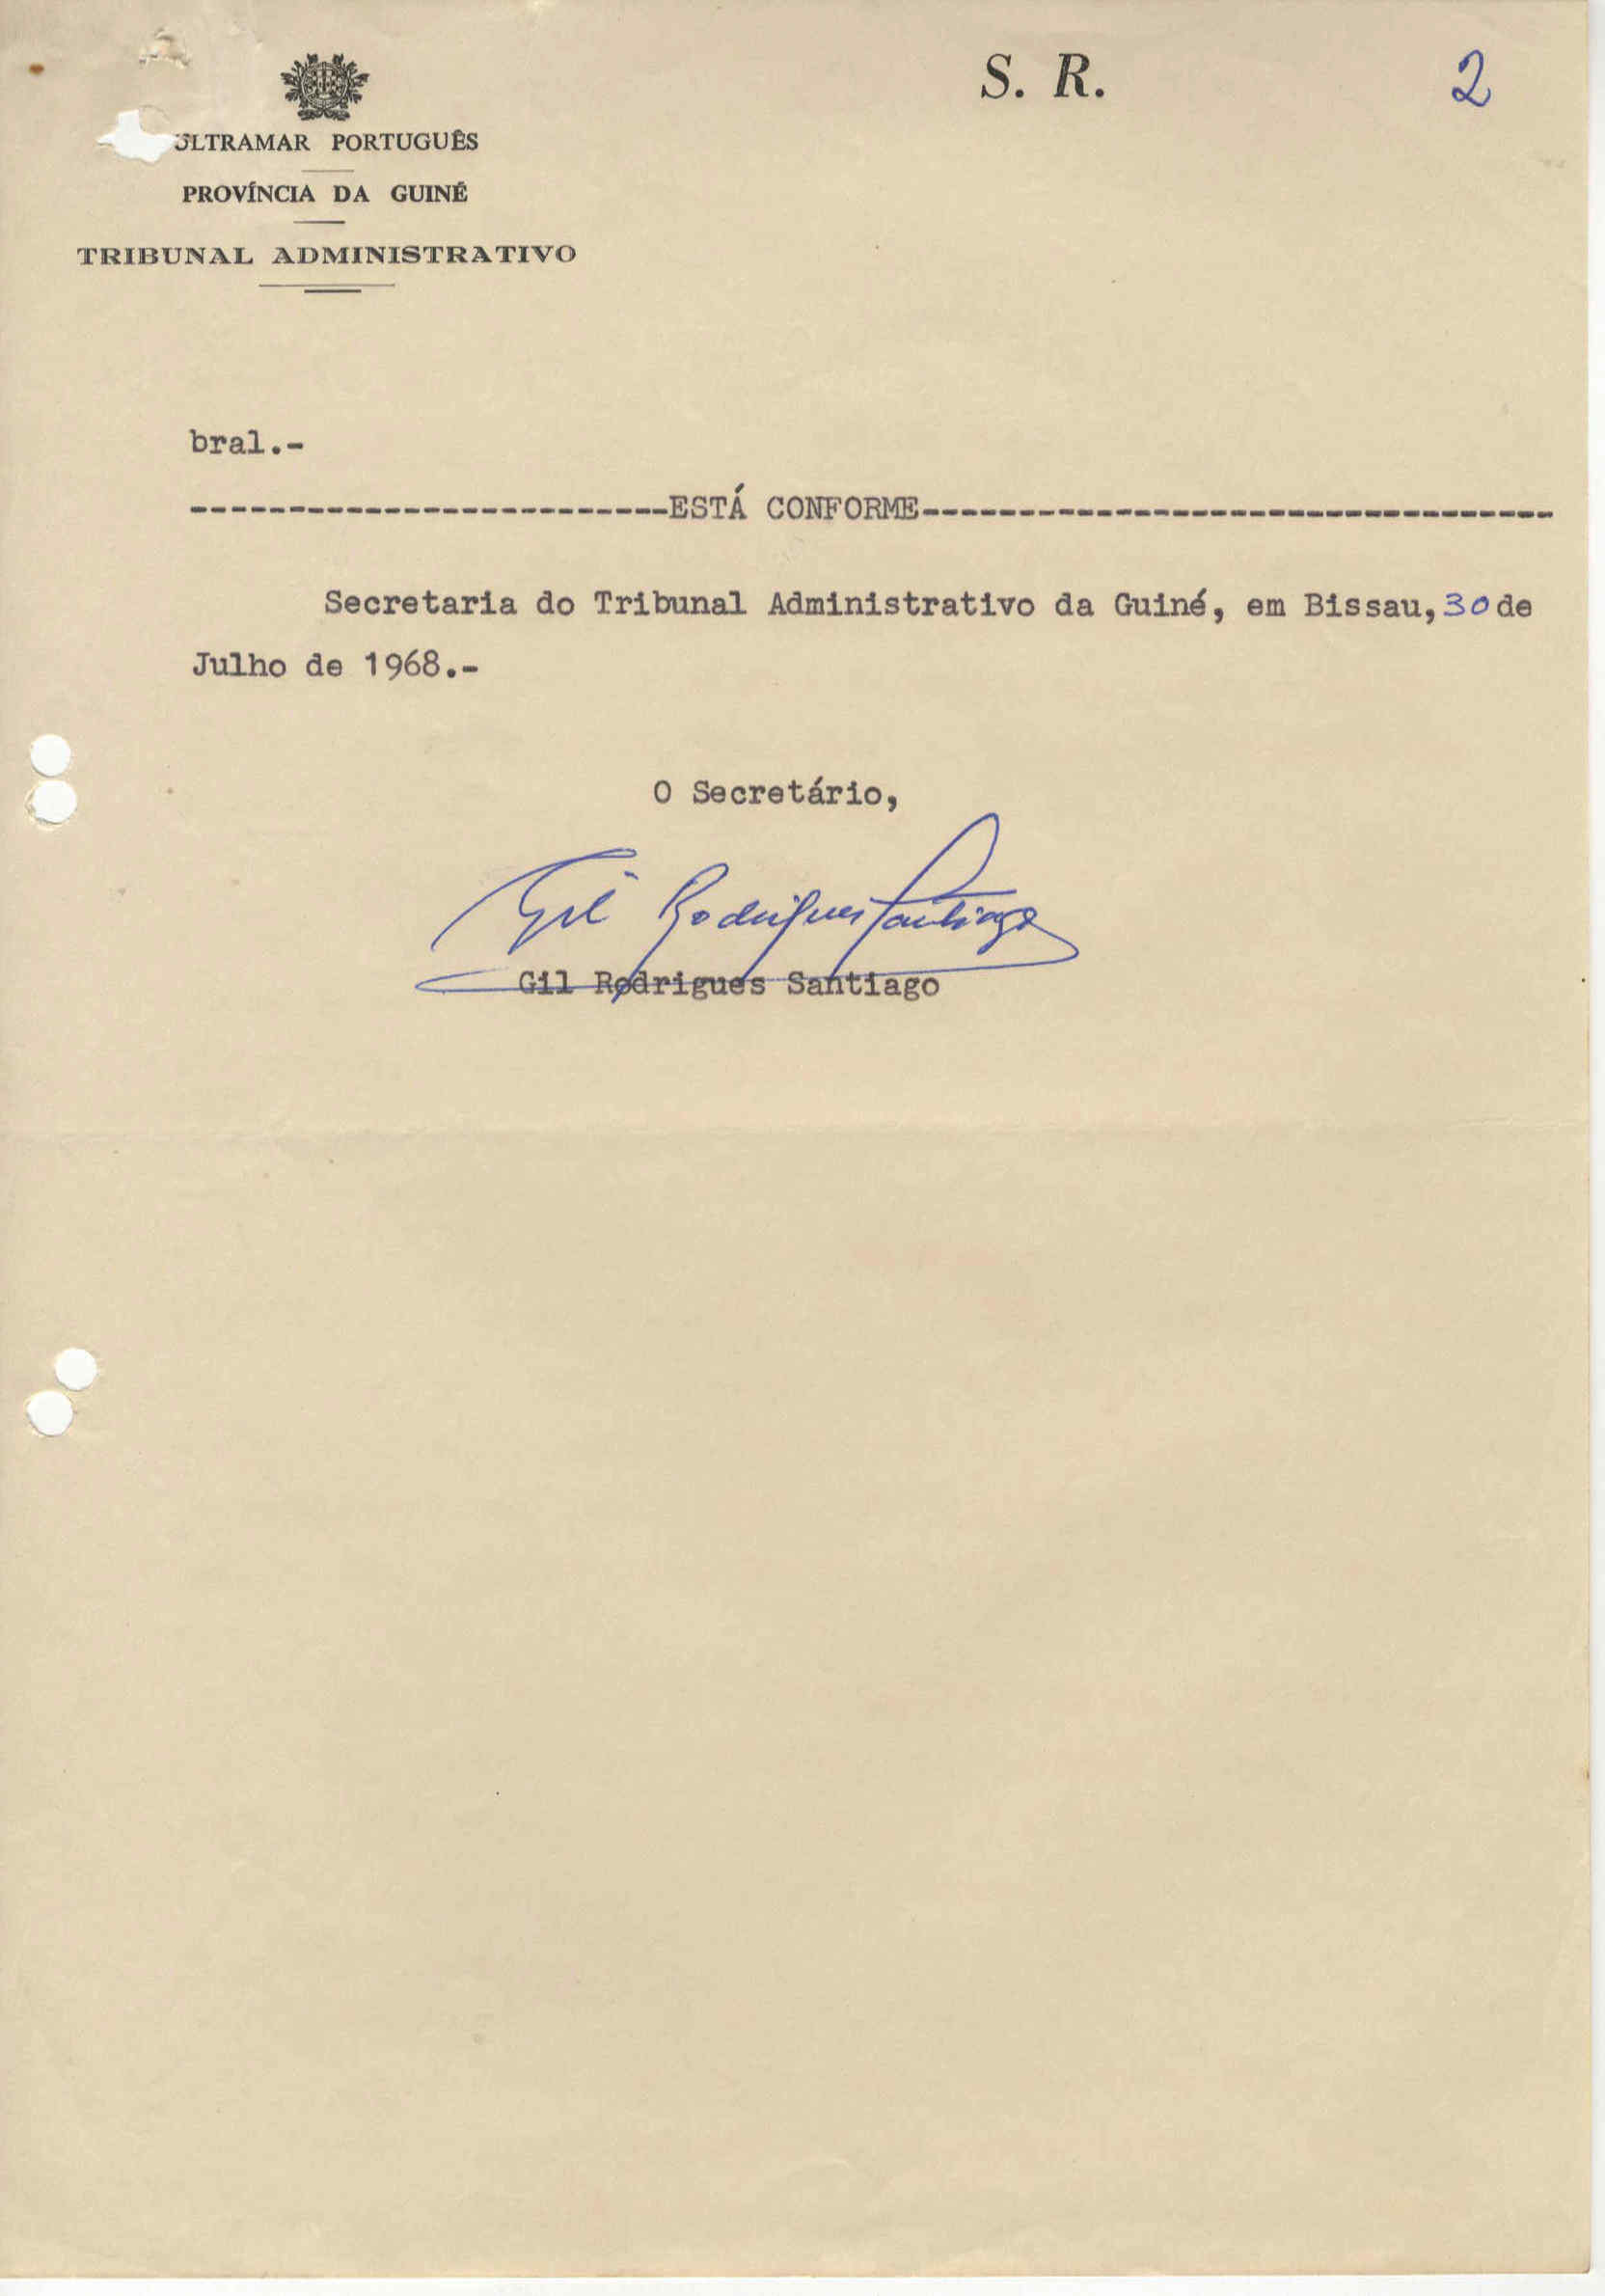 S. R.
2
ULTRAMAR PORTUGUÊS
PROVÍNCIA DA GUINÉ
TRIBUNAL ADMINISTRATIVO
bral.-
-------------------------ESTÁ CONFORME---------------------------------
Secretaria do Tribunal Administrativo da Guiné, em Bissau, 30 de
Julho de 1968.-
O Secretário,
Gil Rodrigues Santiago
Gil Rodrigues Santiago